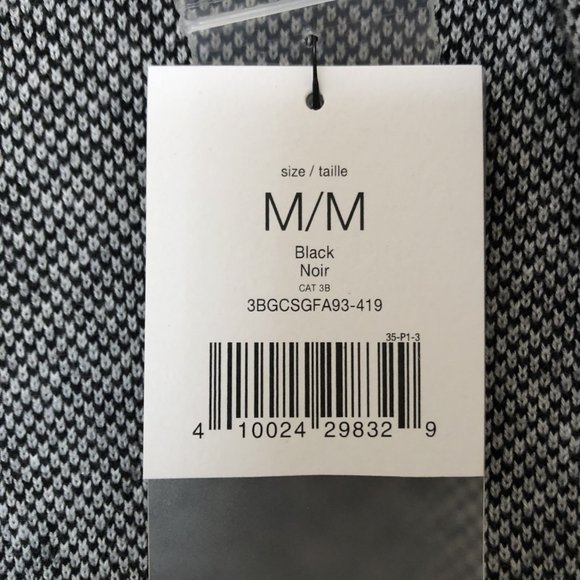 size / taille
M/M
Black
Noir
CAT 3B
3BGCSGFA93-419
35-P1-3
4 10024 29832 9